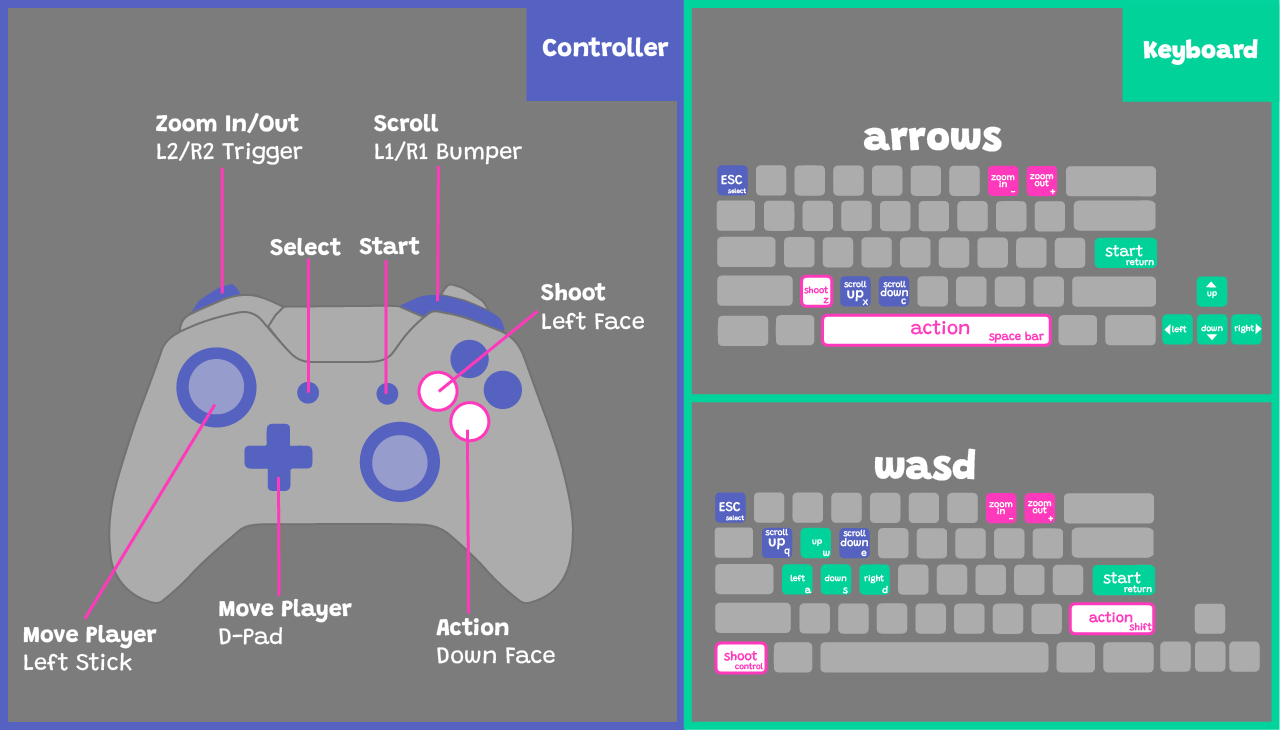 Controller
Zoom In/Out
L2/R2 Trigger
Scroll
L1/R1 Bumper
Select
Start
Shoot
Left Face
Move Player
Left Stick
Move Player
D-Pad
Action
Down Face
Keyboard
arrows
ESC
select
zoom
in
-
zoom
out
+
start
return
shoot
z
scroll
up
x
scroll
down
c
up
action
space bar
left
down
right
wasd
ESC
select
zoom
in
-
zoom
out
+
scroll
up
q
up
w
scroll
down
e
left
a
down
s
right
d
start
return
action
shift
shoot
control